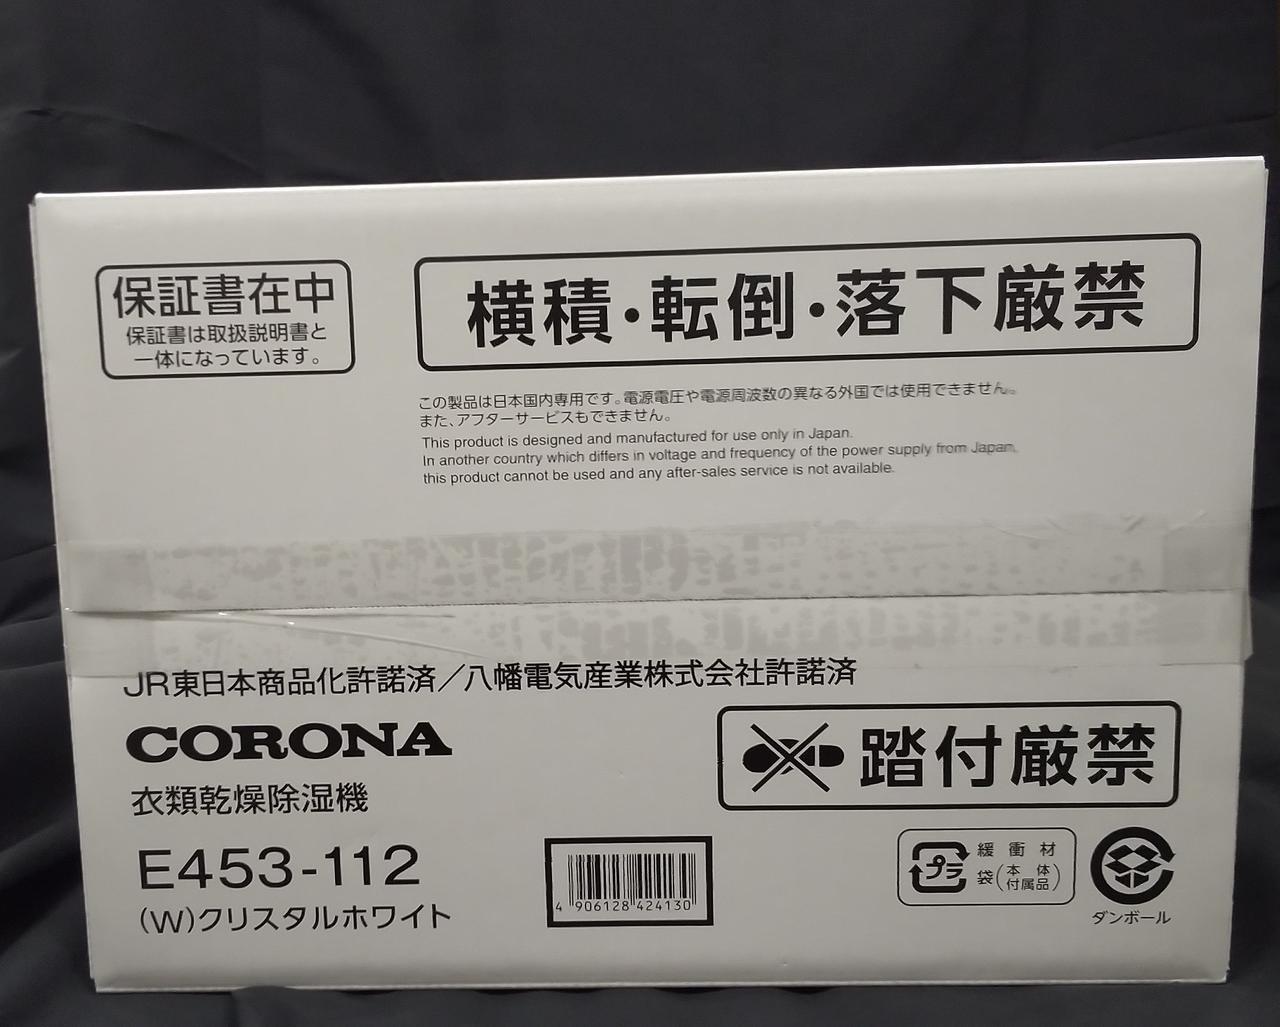 保証書在中
保証書は取扱説明書と
一体になっています。
横積・転倒・落下厳禁
この製品は日本国内専用です。電源電圧や電源周波数の異なる外国では使用できません。
また、アフターサービスもできません。
This product is designed and manufactured for use only in Japan.
In another country which differs in voltage and frequency of the power supply from Japan,
this product cannot be used and any after-sales service is not available.
JR東日本商品化許諾済／八幡電気産業株式会社許諾済
CORONA
衣類乾燥除湿機
E453-112
(W)クリスタルホワイト
4 906128 424130
踏付厳禁
プラ
緩衝材
袋(本体付属品)
ダンボール